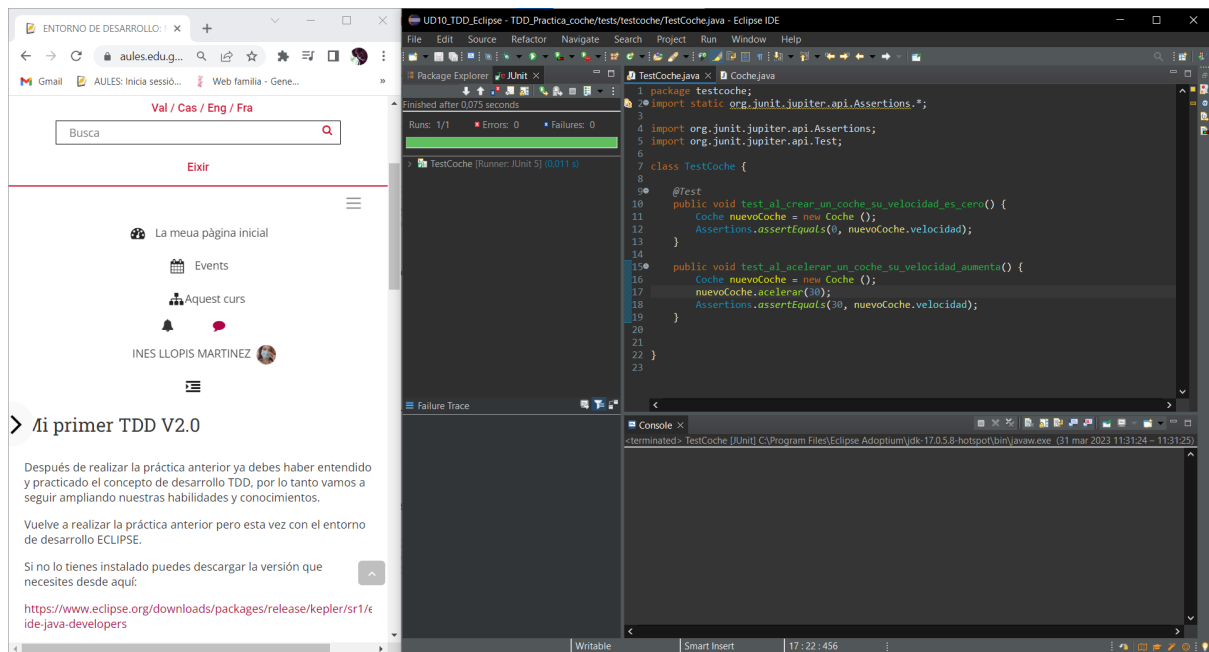 ENTORNO DE DESARROLLO:
aules.edu.g...
Gmail
AULES: Inicia sessió...
Web familia - Gene...
»
Val / Cas / Eng / Fra
Busca
Eixir
La meua pàgina inicial
Events
Aquest curs
INES LLOPIS MARTINEZ
Mi primer TDD V2.0
Después de realizar la práctica anterior ya debes haber entendido
y practicado el concepto de desarrollo TDD, por lo tanto vamos a
seguir ampliando nuestras habilidades y conocimientos.
Vuelve a realizar la práctica anterior pero esta vez con el entorno
de desarrollo ECLIPSE.
Si no lo tienes instalado puedes descargar la versión que
necesites desde aquí:
https://www.eclipse.org/downloads/packages/release/kepler/sr1/e
ide-java-developers
UD10_TDD_Eclipse - TDD_Practica_coche/tests/testcoche/TestCoche.java - Eclipse IDE
File Edit Source Refactor Navigate Search Project Run Window Help
Package Explorer JUnit
Finished after 0,075 seconds
Runs: 1/1 Errors: 0 Failures: 0
TestCoche [Runner: JUnit 5] (0,011 s)
Failure Trace
TestCoche.java Coche.java
1 package testcoche;
2 import static org.junit.jupiter.api.Assertions.*;
3
4 import org.junit.jupiter.api.Assertions;
5 import org.junit.jupiter.api.Test;
6
7 class TestCoche {
8
9 @Test
10 public void test_al_crear_un_coche_su_velocidad_es_cero() {
11 Coche nuevoCoche = new Coche ();
12 Assertions.assertEquals(0, nuevoCoche.velocidad);
13 }
14
15 public void test_al_acelerar_un_coche_su_velocidad_aumenta() {
16 Coche nuevoCoche = new Coche ();
17 nuevoCoche.acelerar(30);
18 Assertions.assertEquals(30, nuevoCoche.velocidad);
19 }
20
21
22 }
23
Console
<terminated> TestCoche [JUnit] C:\Program Files\Eclipse Adoptium\jdk-17.0.5.8-hotspot\bin\javaw.exe (31 mar 2023 11:31:24 – 11:31:25)
Writable Smart Insert 17 : 22 : 456